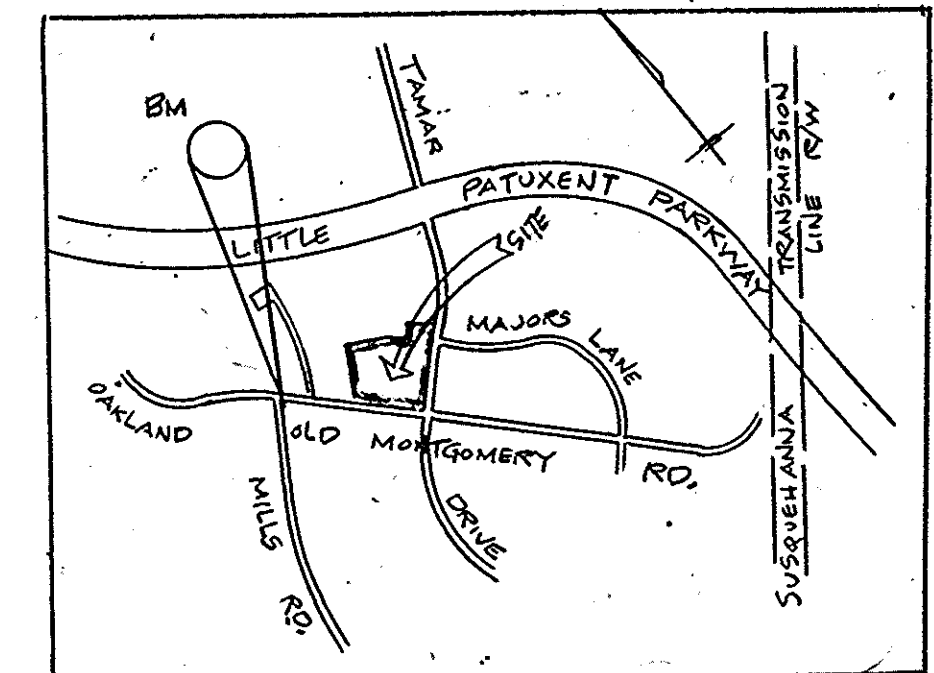 BM
TAMAR
DRIVE
LITTLE PATUXENT PARKWAY
SITE
MAJORS LANE
OAKLAND MILLS RD.
OLD MONTGOMERY RD.
SUSQUEHANNA TRANSMISSION
LINE R/W